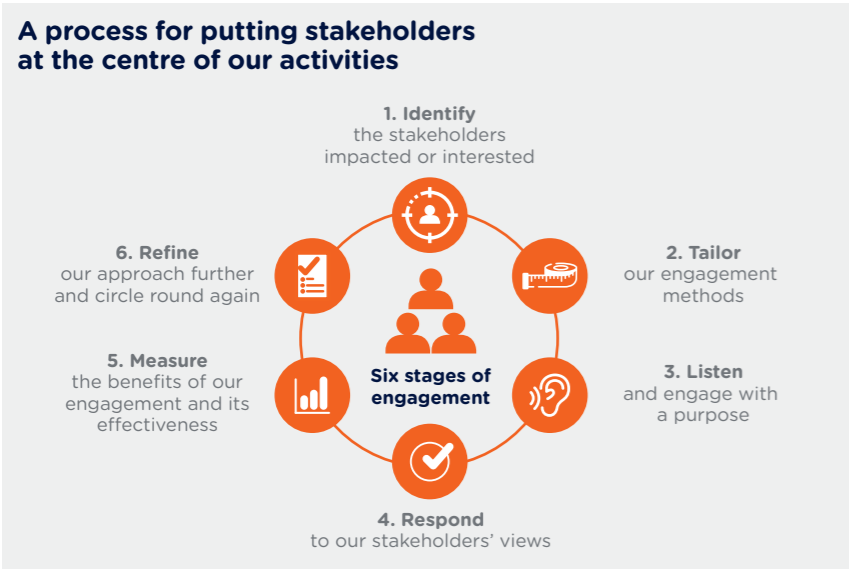 A process for putting stakeholders
at the centre of our activities
1. Identify
the stakeholders
impacted or interested
2. Tailor
our engagement
methods
3. Listen
and engage with
a purpose
4. Respond
to our stakeholders’ views
5. Measure
the benefits of our
engagement and its
effectiveness
6. Refine
our approach further
and circle round again
Six stages of
engagement